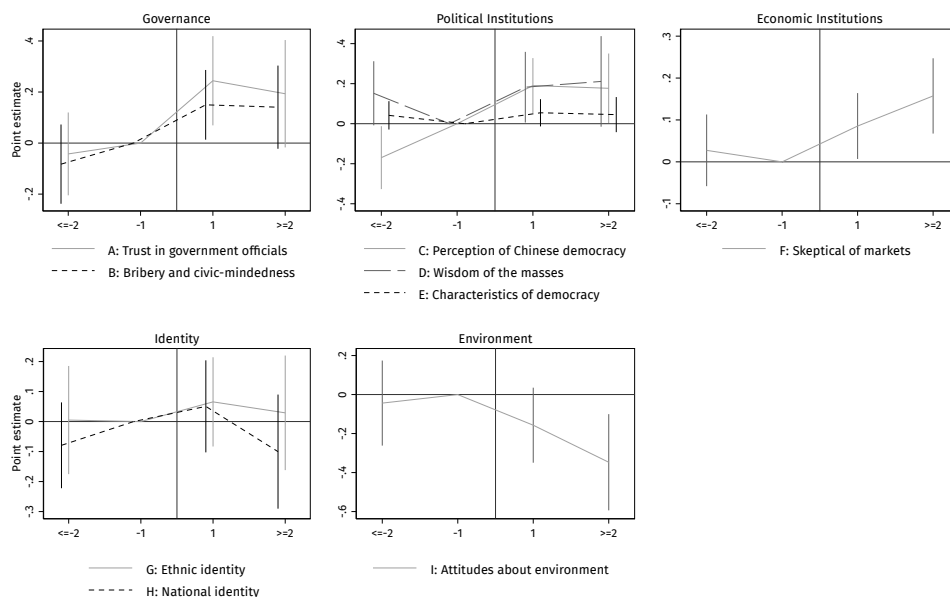 Governance
Point estimate
.4
.2
0
-.2
<=-2 -1 1 >=2
A: Trust in government officials
B: Bribery and civic-mindedness
Political Institutions
.4
.2
0
-.2
-.4
<=-2 -1 1 >=2
C: Perception of Chinese democracy
D: Wisdom of the masses
E: Characteristics of democracy
Economic Institutions
.3
.2
.1
0
-.1
<=-2 -1 1 >=2
F: Skeptical of markets
Identity
Point estimate
.2
.1
0
-.1
-.2
-.3
<=-2 -1 1 >=2
G: Ethnic identity
H: National identity
Environment
.2
0
-.2
-.4
-.6
<=-2 -1 1 >=2
I: Attitudes about environment